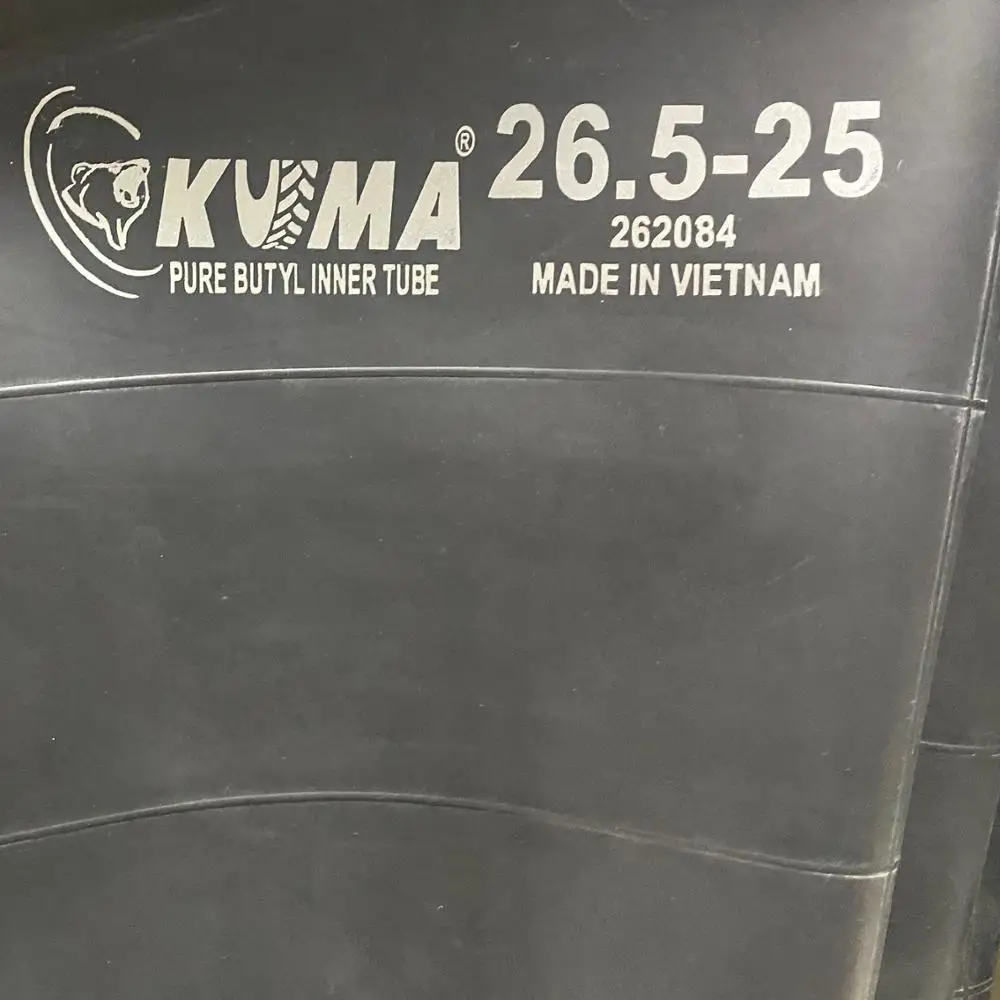 KUMA® 26.5-25
262084
PURE BUTYL INNER TUBE MADE IN VIETNAM